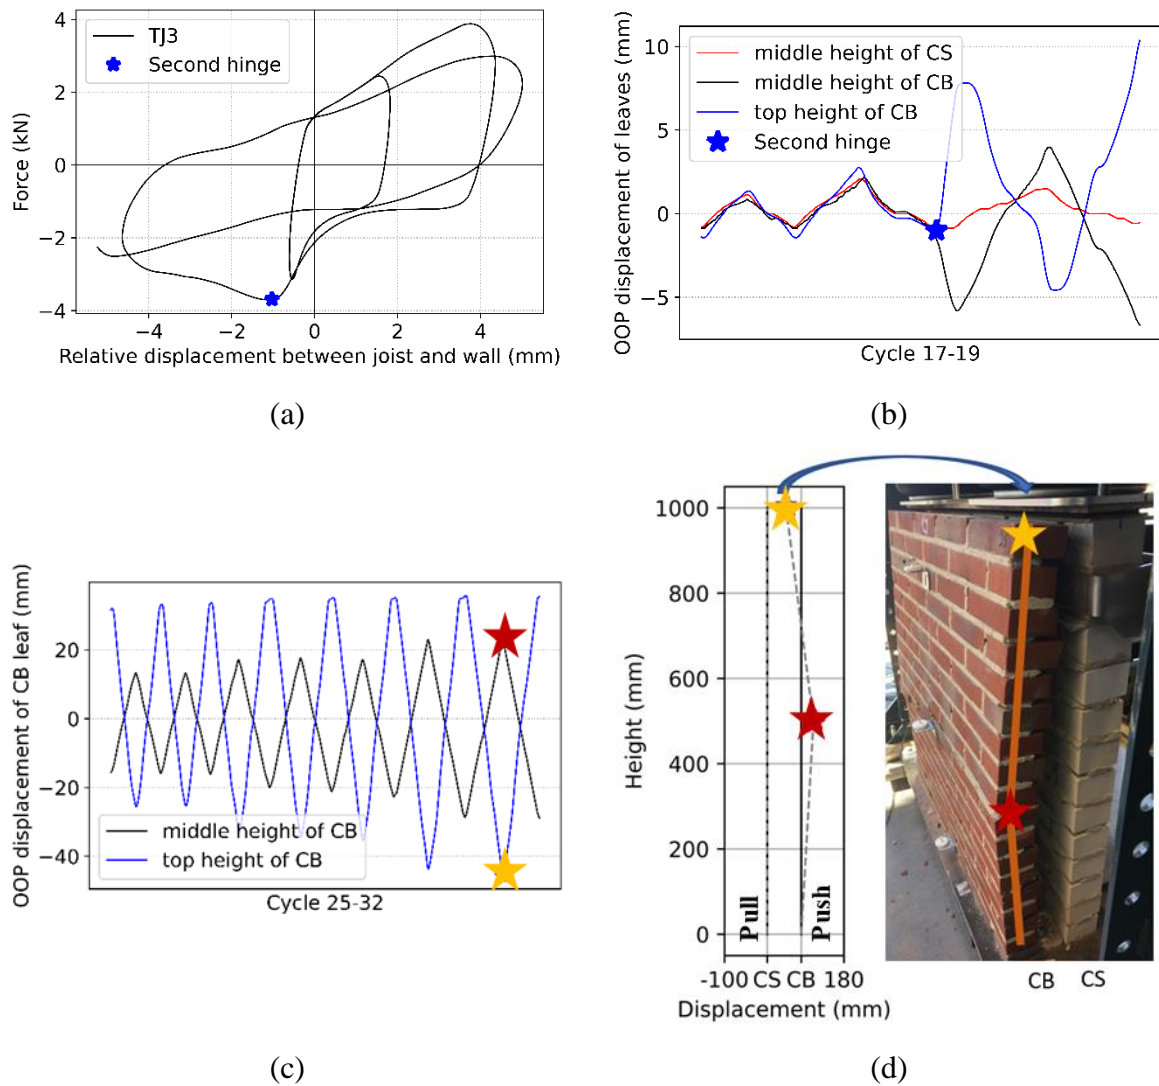 TJ3
Second hinge
4
2
0
−2
−4
Force (kN)
−4 −2 0 2 4
Relative displacement between joist and wall (mm)
(a)
middle height of CS
middle height of CB
top height of CB
Second hinge
10
5
0
−5
OOP displacement of leaves (mm)
Cycle 17-19
(b)
20
0
−20
−40
OOP displacement of CB leaf (mm)
middle height of CB
top height of CB
Cycle 25-32
(c)
1000
800
600
400
200
0
Height (mm)
Pull
Push
-100 CS CB 180
Displacement (mm)
CB CS
(d)